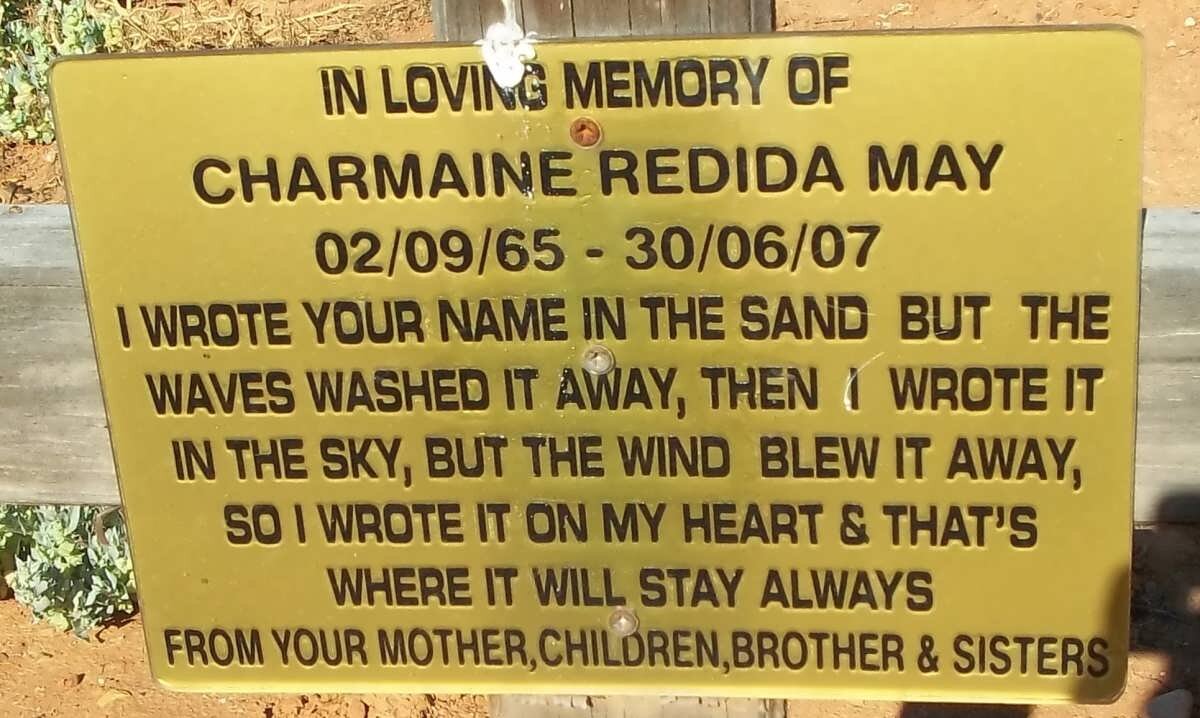 IN LOVING MEMORY OF
CHARMAINE REDIDA MAY
02/09/65 - 30/06/07
I WROTE YOUR NAME IN THE SAND BUT THE
WAVES WASHED IT AWAY, THEN I WROTE IT
IN THE SKY, BUT THE WIND BLEW IT AWAY,
SO I WROTE IT ON MY HEART & THAT'S
WHERE IT WILL STAY ALWAYS
FROM YOUR MOTHER,CHILDREN,BROTHER & SISTERS